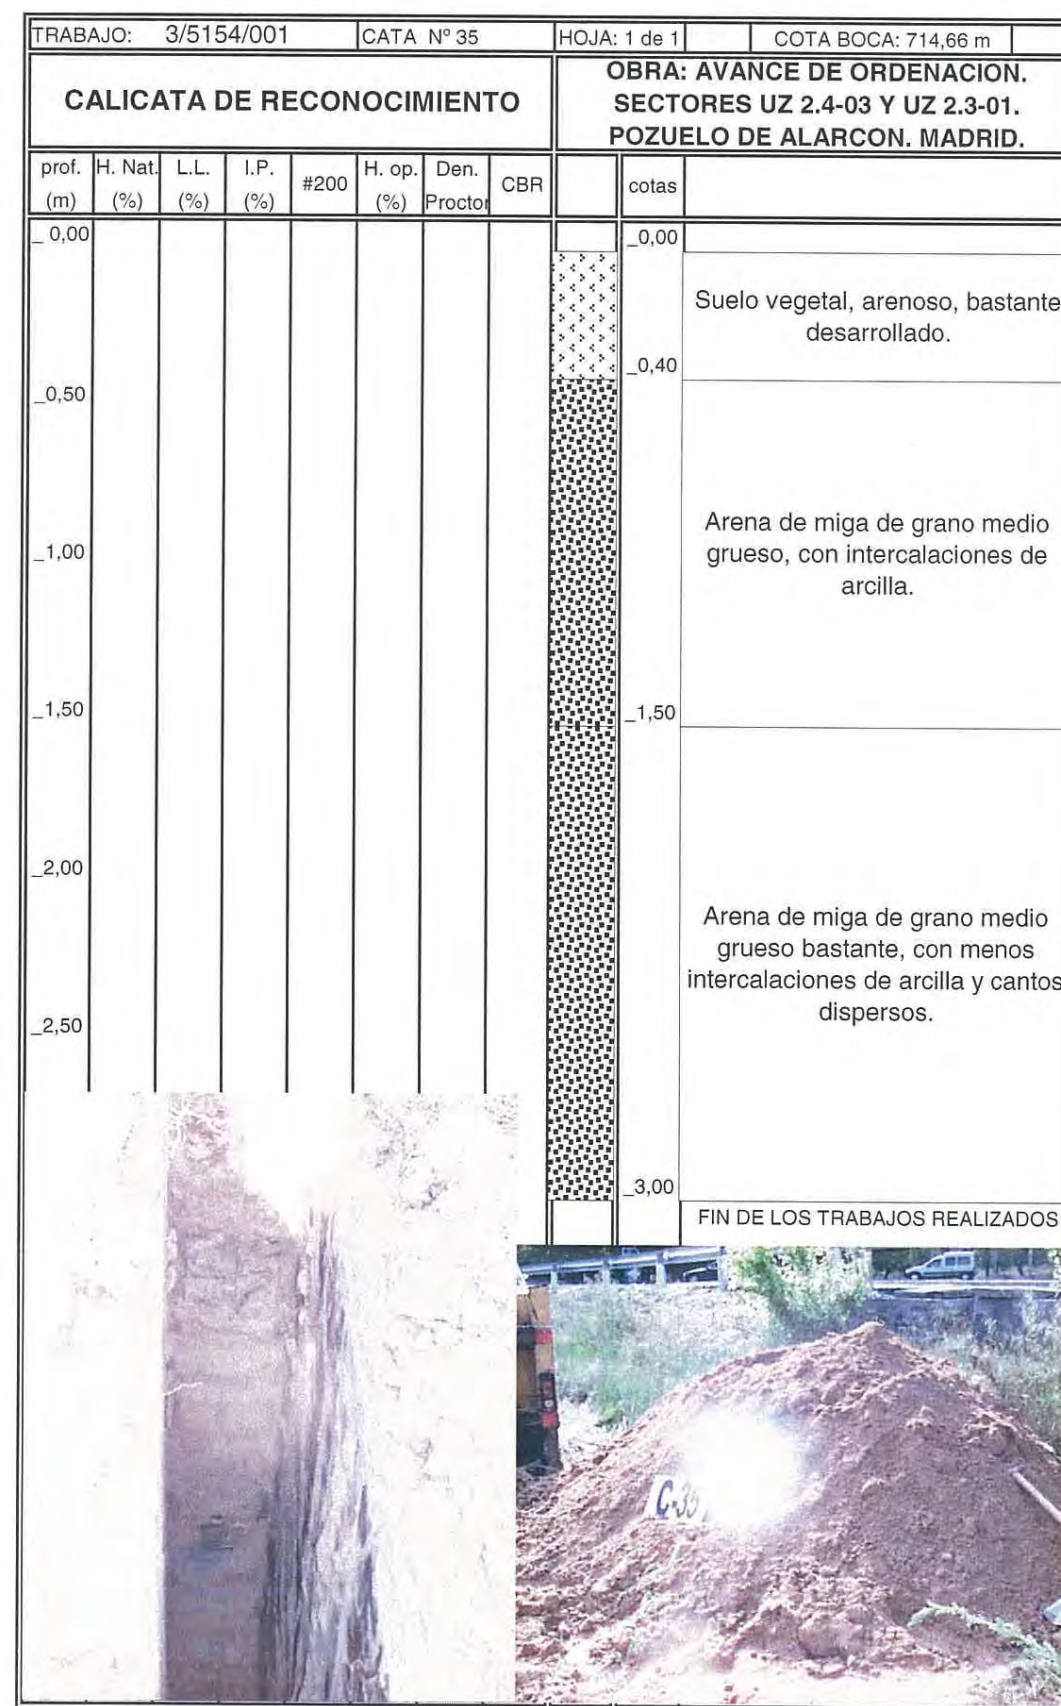 TRABAJO: 3/5154/001 CATA Nº 35 HOJA: 1 de 1 COTA BOCA: 714,66 m
CALICATA DE RECONOCIMIENTO
OBRA: AVANCE DE ORDENACION.
SECTORES UZ 2.4-03 Y UZ 2.3-01.
POZUELO DE ALARCON. MADRID.
prof. (m) H. Nat. (%) L.L. (%) I.P. (%) #200 H. op. (%) Den. Proctor CBR cotas
_ 0,00 _0,00
Suelo vegetal, arenoso, bastante
desarrollado.
_0,40
_0,50
Arena de miga de grano medio
grueso, con intercalaciones de
arcilla.
_1,00
_1,50 _1,50
_2,00
Arena de miga de grano medio
grueso bastante, con menos
intercalaciones de arcilla y cantos
dispersos.
_2,50
_3,00
FIN DE LOS TRABAJOS REALIZADOS
C-35